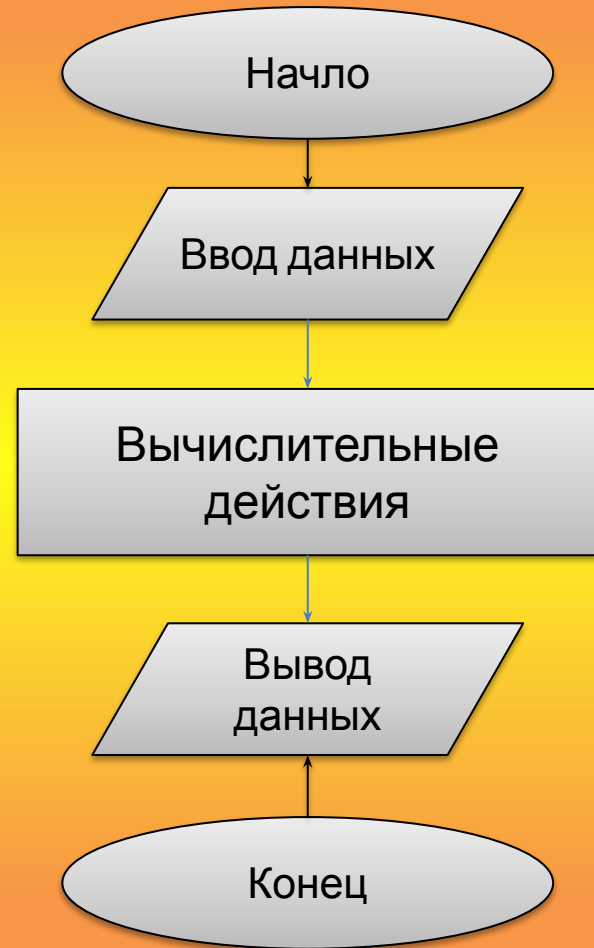 Начло
Ввод данных
Вычислительные
действия
Вывод
данных
Конец